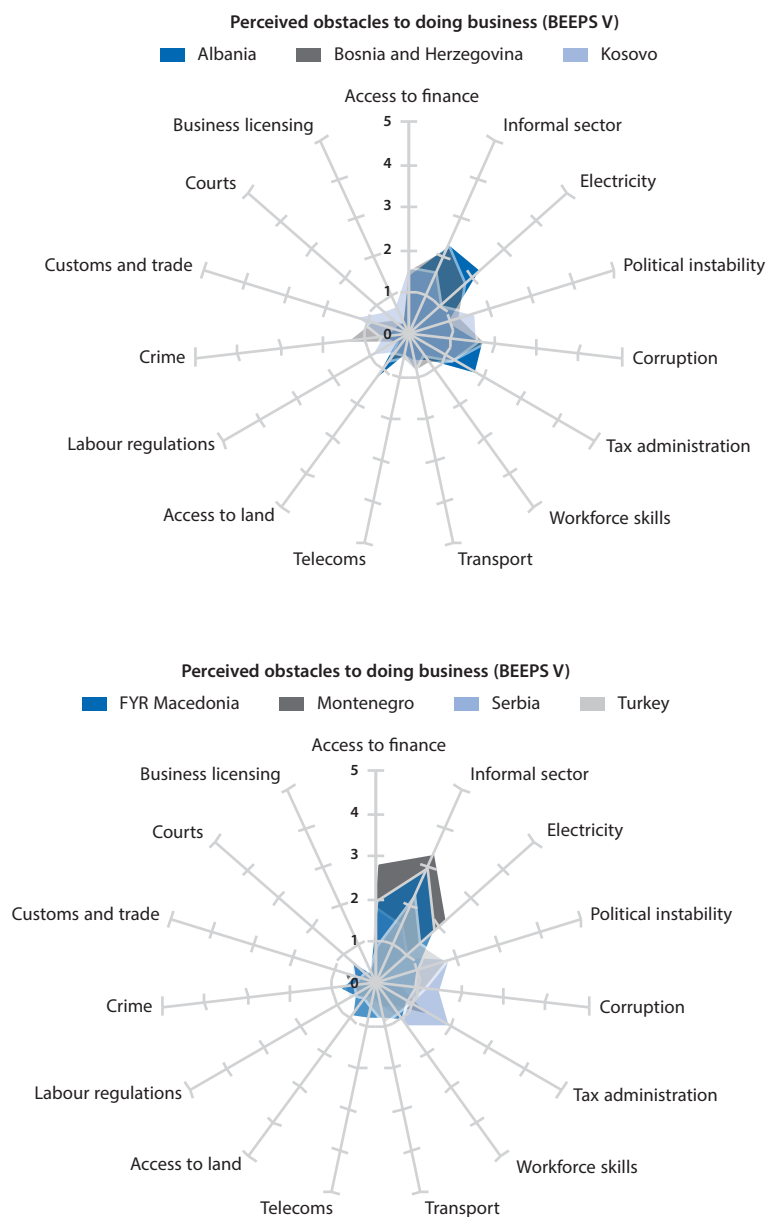 Perceived obstacles to doing business (BEEPS V)
Albania Bosnia and Herzegovina Kosovo
Access to finance
Business licensing Informal sector
Courts Electricity
Customs and trade Political instability
Crime Corruption
Labour regulations Tax administration
Access to land Workforce skills
Telecoms Transport
5
4
3
2
1
0
Perceived obstacles to doing business (BEEPS V)
FYR Macedonia Montenegro Serbia Turkey
Access to finance
Business licensing Informal sector
Courts Electricity
Customs and trade Political instability
Crime Corruption
Labour regulations Tax administration
Access to land Workforce skills
Telecoms Transport
5
4
3
2
1
0